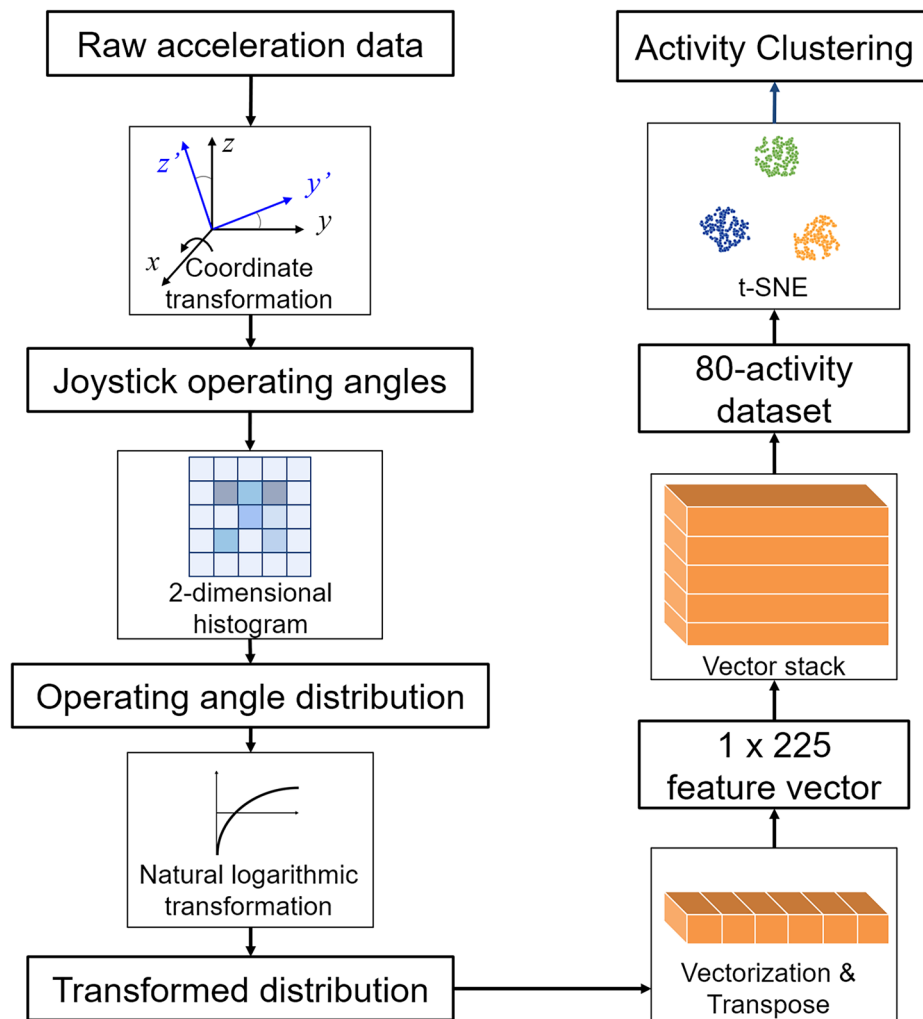 Raw acceleration data
z'
z
y'
y
x
Coordinate
transformation
Joystick operating angles
2-dimensional
histogram
Operating angle distribution
Natural logarithmic
transformation
Transformed distribution
Vectorization &
Transpose
1 x 225
feature vector
Vector stack
80-activity
dataset
t-SNE
Activity Clustering